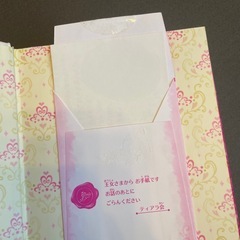 王女さまから お手紙です
お話のあとに
ごらんください
ティアラ会